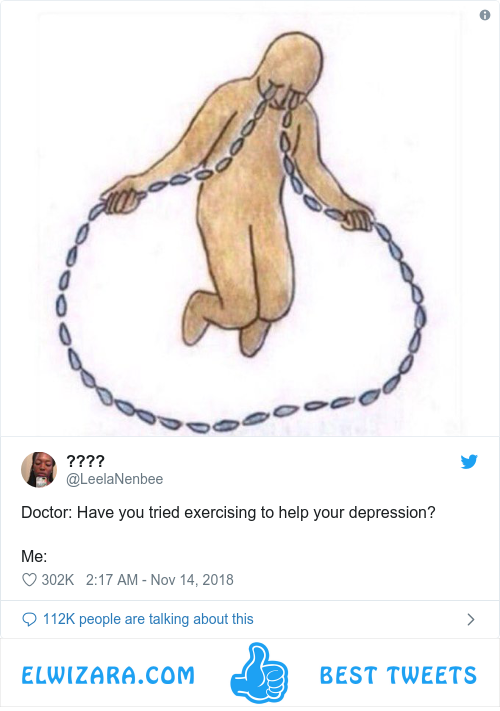 ????
@LeelaNenbee
Doctor: Have you tried exercising to help your depression?
Me:
302K 2:17 AM - Nov 14, 2018
112K people are talking about this
ELWIZARA.COM
BEST TWEETS